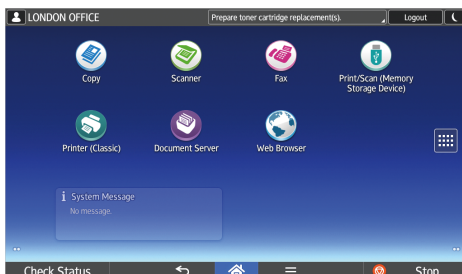 LONDON OFFICE
Prepare toner cartridge replacement(s).
Logout
Copy
Scanner
Fax
Print/Scan (Memory
Storage Device)
Printer (Classic)
Document Server
Web Browser
i System Message
No message.
Check Status
Stop